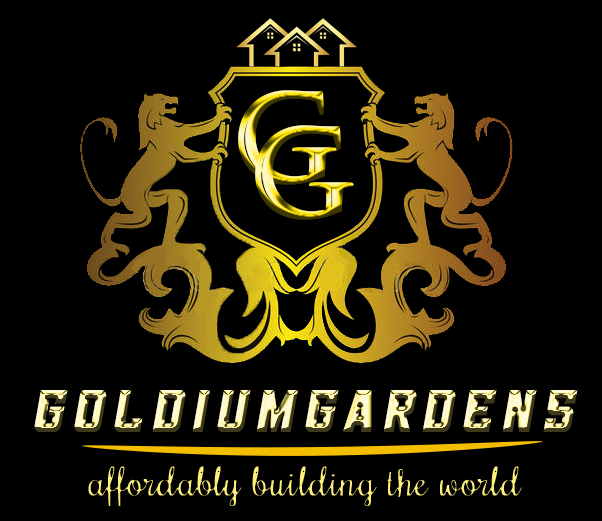 GG
GOLDIUMGARDENS
affordably building the world